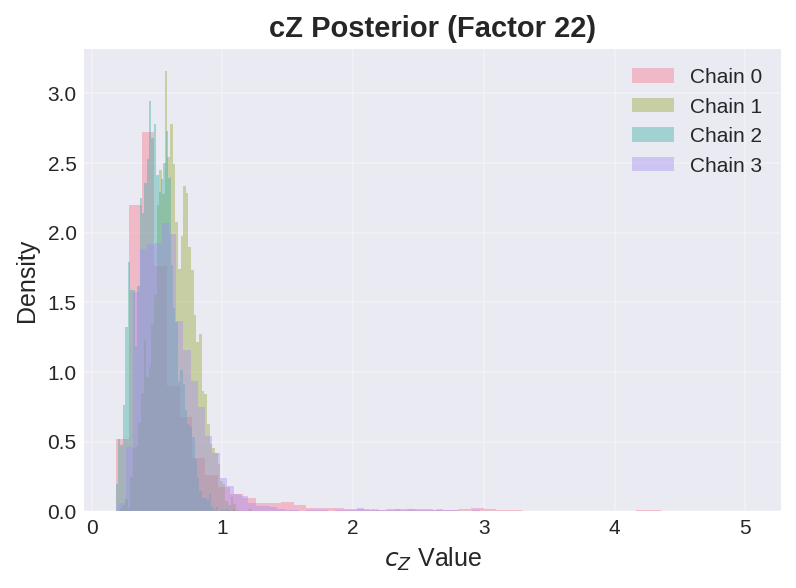 cZ Posterior (Factor 22)
Chain 0
Chain 1
Chain 2
Chain 3
3.0
2.5
2.0
1.5
1.0
0.5
0.0
Density
0 1 2 3 4 5
c_Z Value